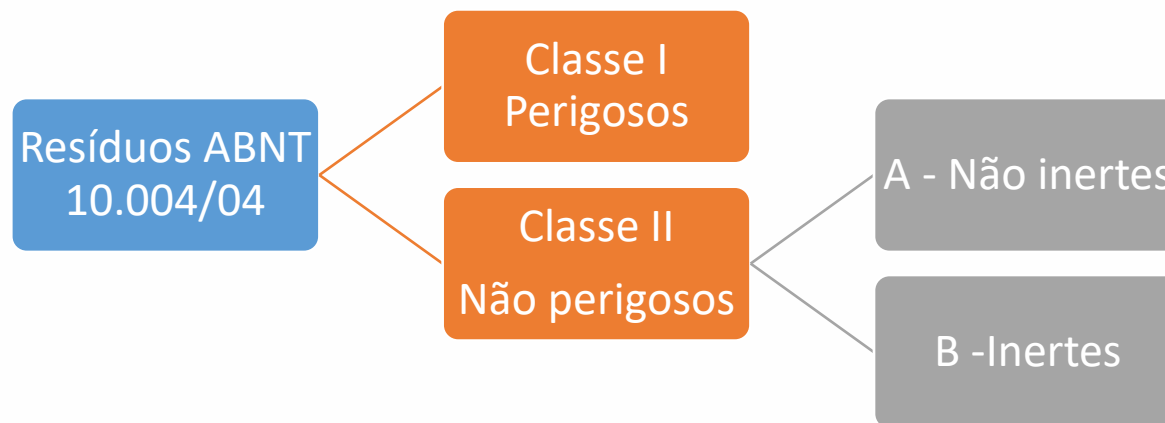 Resíduos ABNT
10.004/04
Classe I
Perigosos
Classe II
Não perigosos
A - Não inertes
B -Inertes